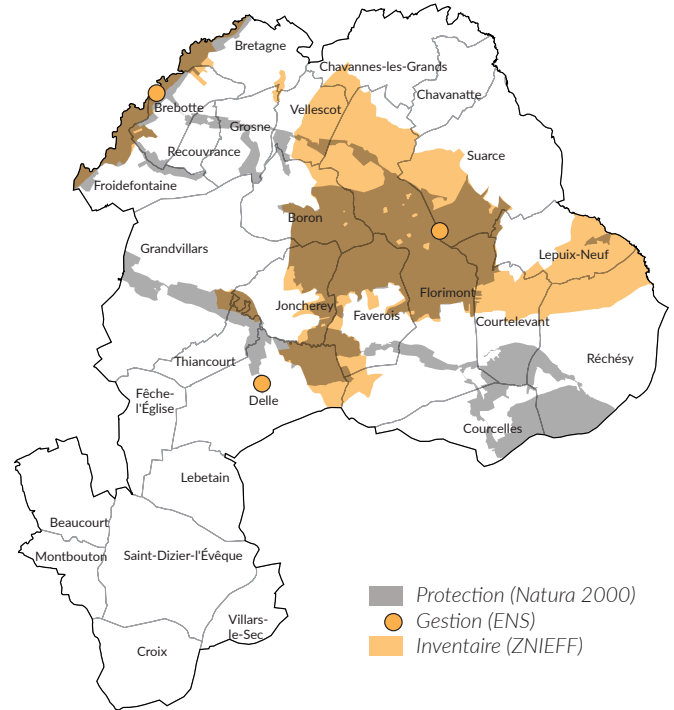 Bretagne
Chavannes-les-Grands
Chavanatte
Brebotte
Vellescot
Grosne
Recouvrance
Suarce
Froidefontaine
Boron
Grandvillars
Lepuix-Neuf
Joncherey
Florimont
Faverois
Courtelevant
Thiancourt
Réchésy
Fêche-
l'Église
Delle
Courcelles
Lebetain
Beaucourt
Montbouton
Saint-Dizier-l'Évêque
Villars-
le-Sec
Croix
Protection (Natura 2000)
Gestion (ENS)
Inventaire (ZNIEFF)